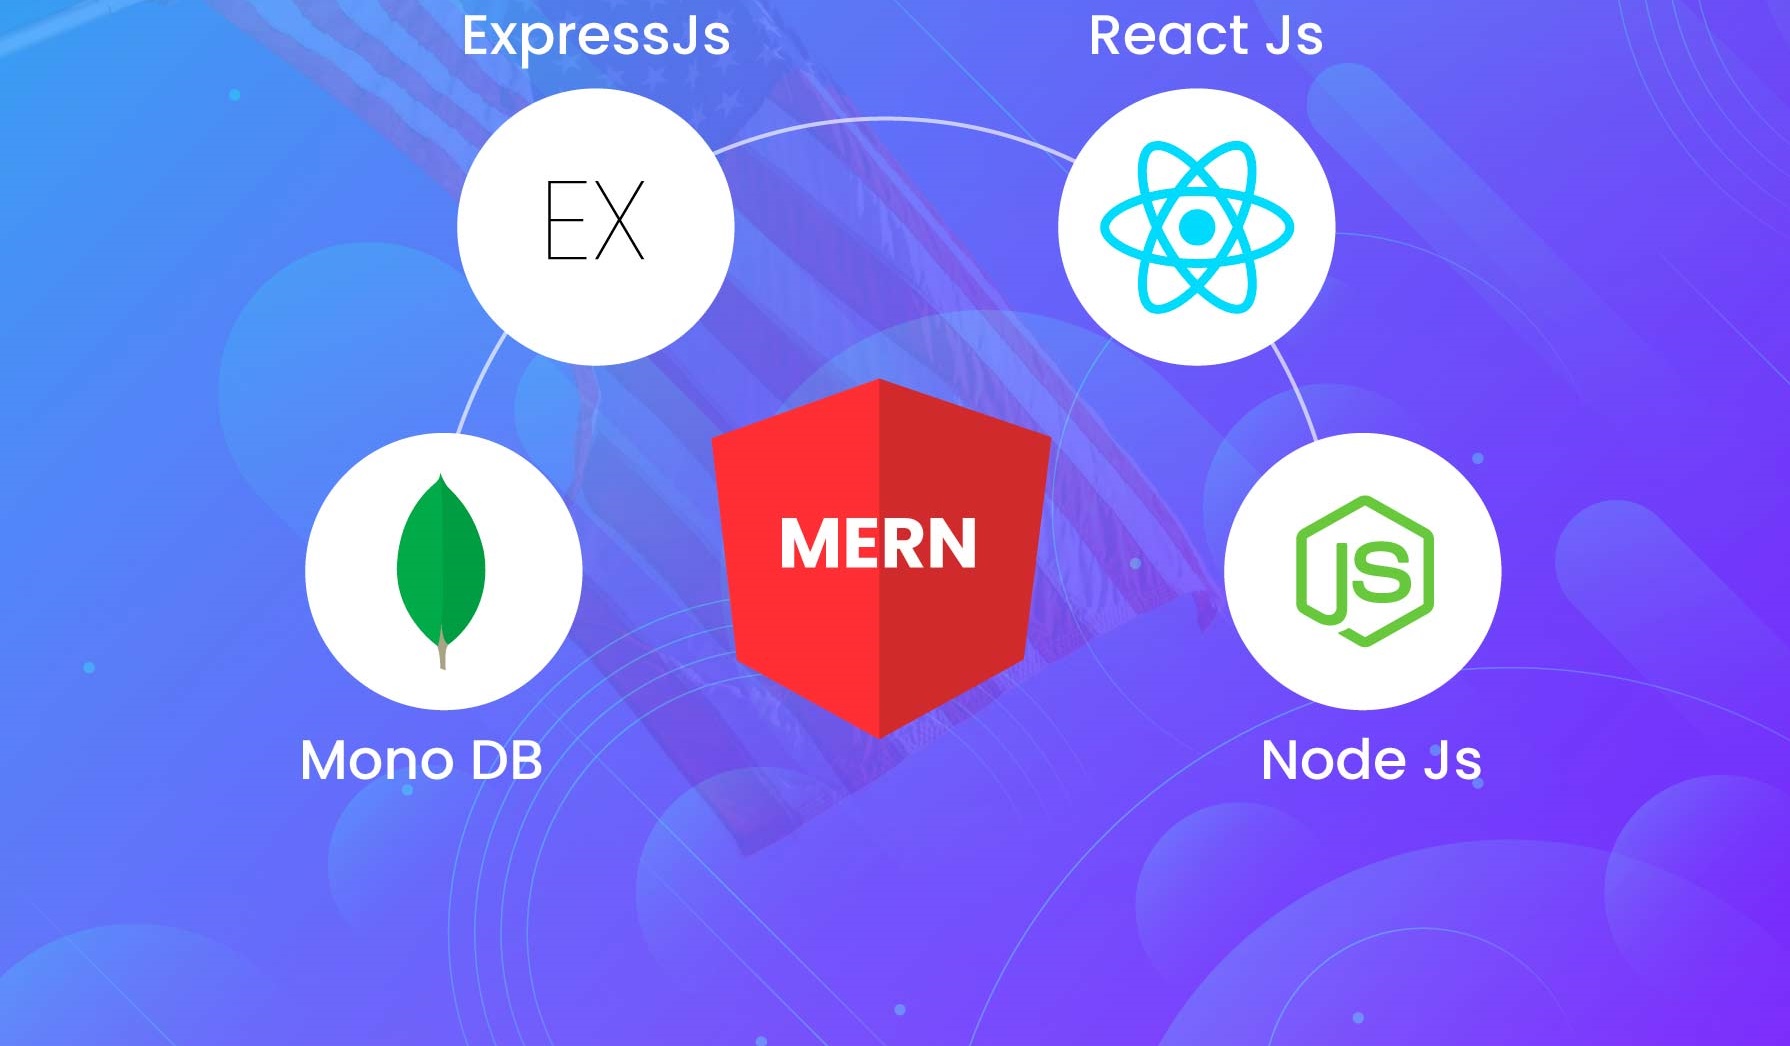 ExpressJs
React Js
EX
MERN
JS
Mono DB
Node Js